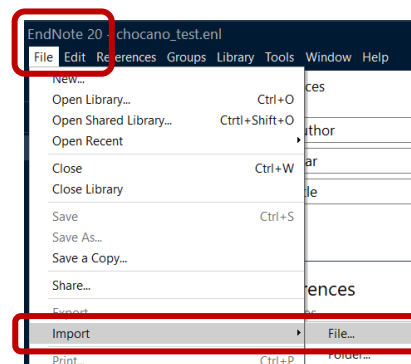 EndNote 20 - chocano_test.enl
File Edit References Groups Library Tools Window Help
New...
Open Library... Ctrl+O
Open Shared Library... Ctrtl+Shift+O
Open Recent
Close Ctrl+W
Close Library
Save Ctrl+S
Save As...
Save a Copy...
Share...
Export...
Import
File...
Folder...
Print... Ctrl+P
ces
uthor
ar
tle
rences